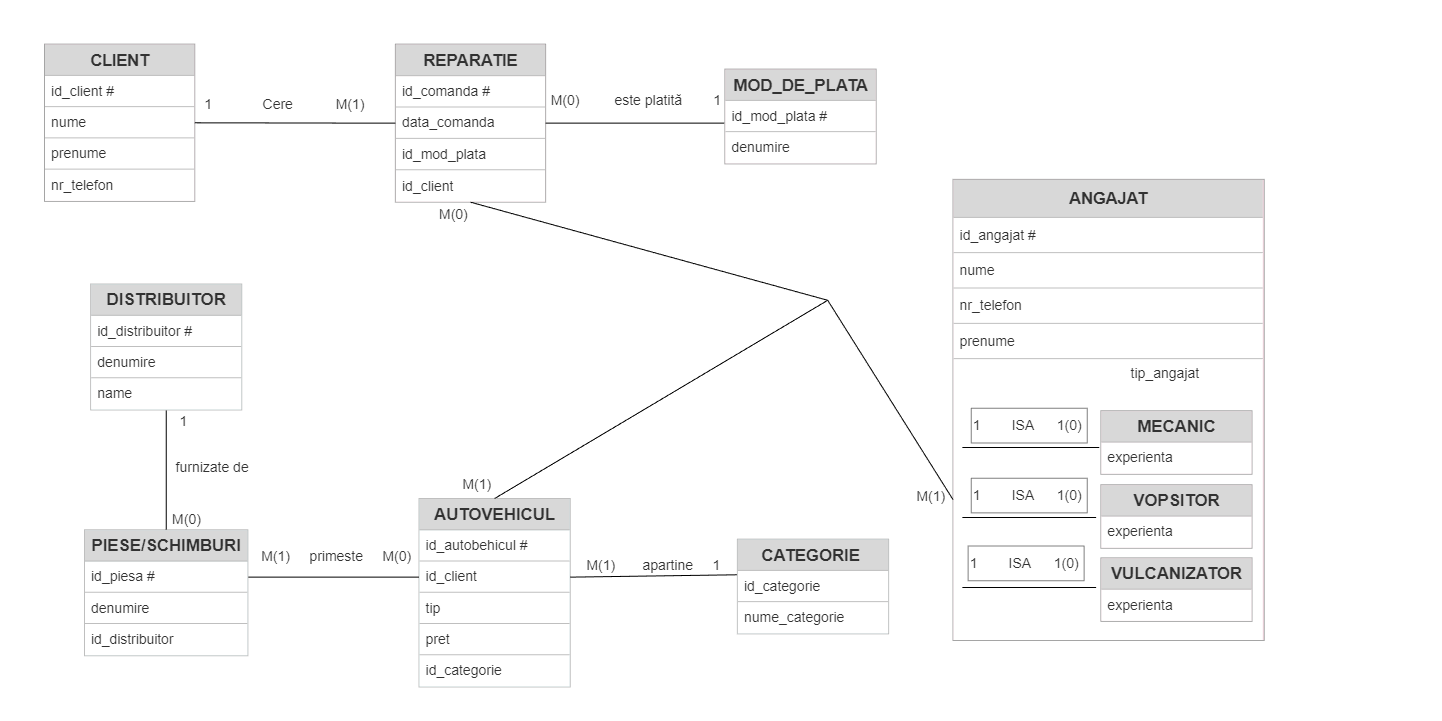 CLIENT
id_client #
nume
prenume
nr_telefon
1 Cere M(1)
REPARATIE
id_comanda #
data_comanda
id_mod_plata
id_client
M(0) este platită 1
MOD_DE_PLATA
id_mod_plata #
denumire
M(0)
ANGAJAT
id_angajat #
nume
nr_telefon
prenume
tip_angajat
1 ISA 1(0)
MECANIC
experienta
1 ISA 1(0)
VOPSITOR
experienta
1 ISA 1(0)
VULCANIZATOR
experienta
M(1)
DISTRIBUITOR
id_distribuitor #
denumire
name
1
furnizate de
M(0)
PIESE/SCHIMBURI
id_piesa #
denumire
id_distribuitor
M(1) primeste M(0)
M(1)
AUTOVEHICUL
id_autobehicul #
id_client
tip
pret
id_categorie
M(1) apartine 1
CATEGORIE
id_categorie
nume_categorie